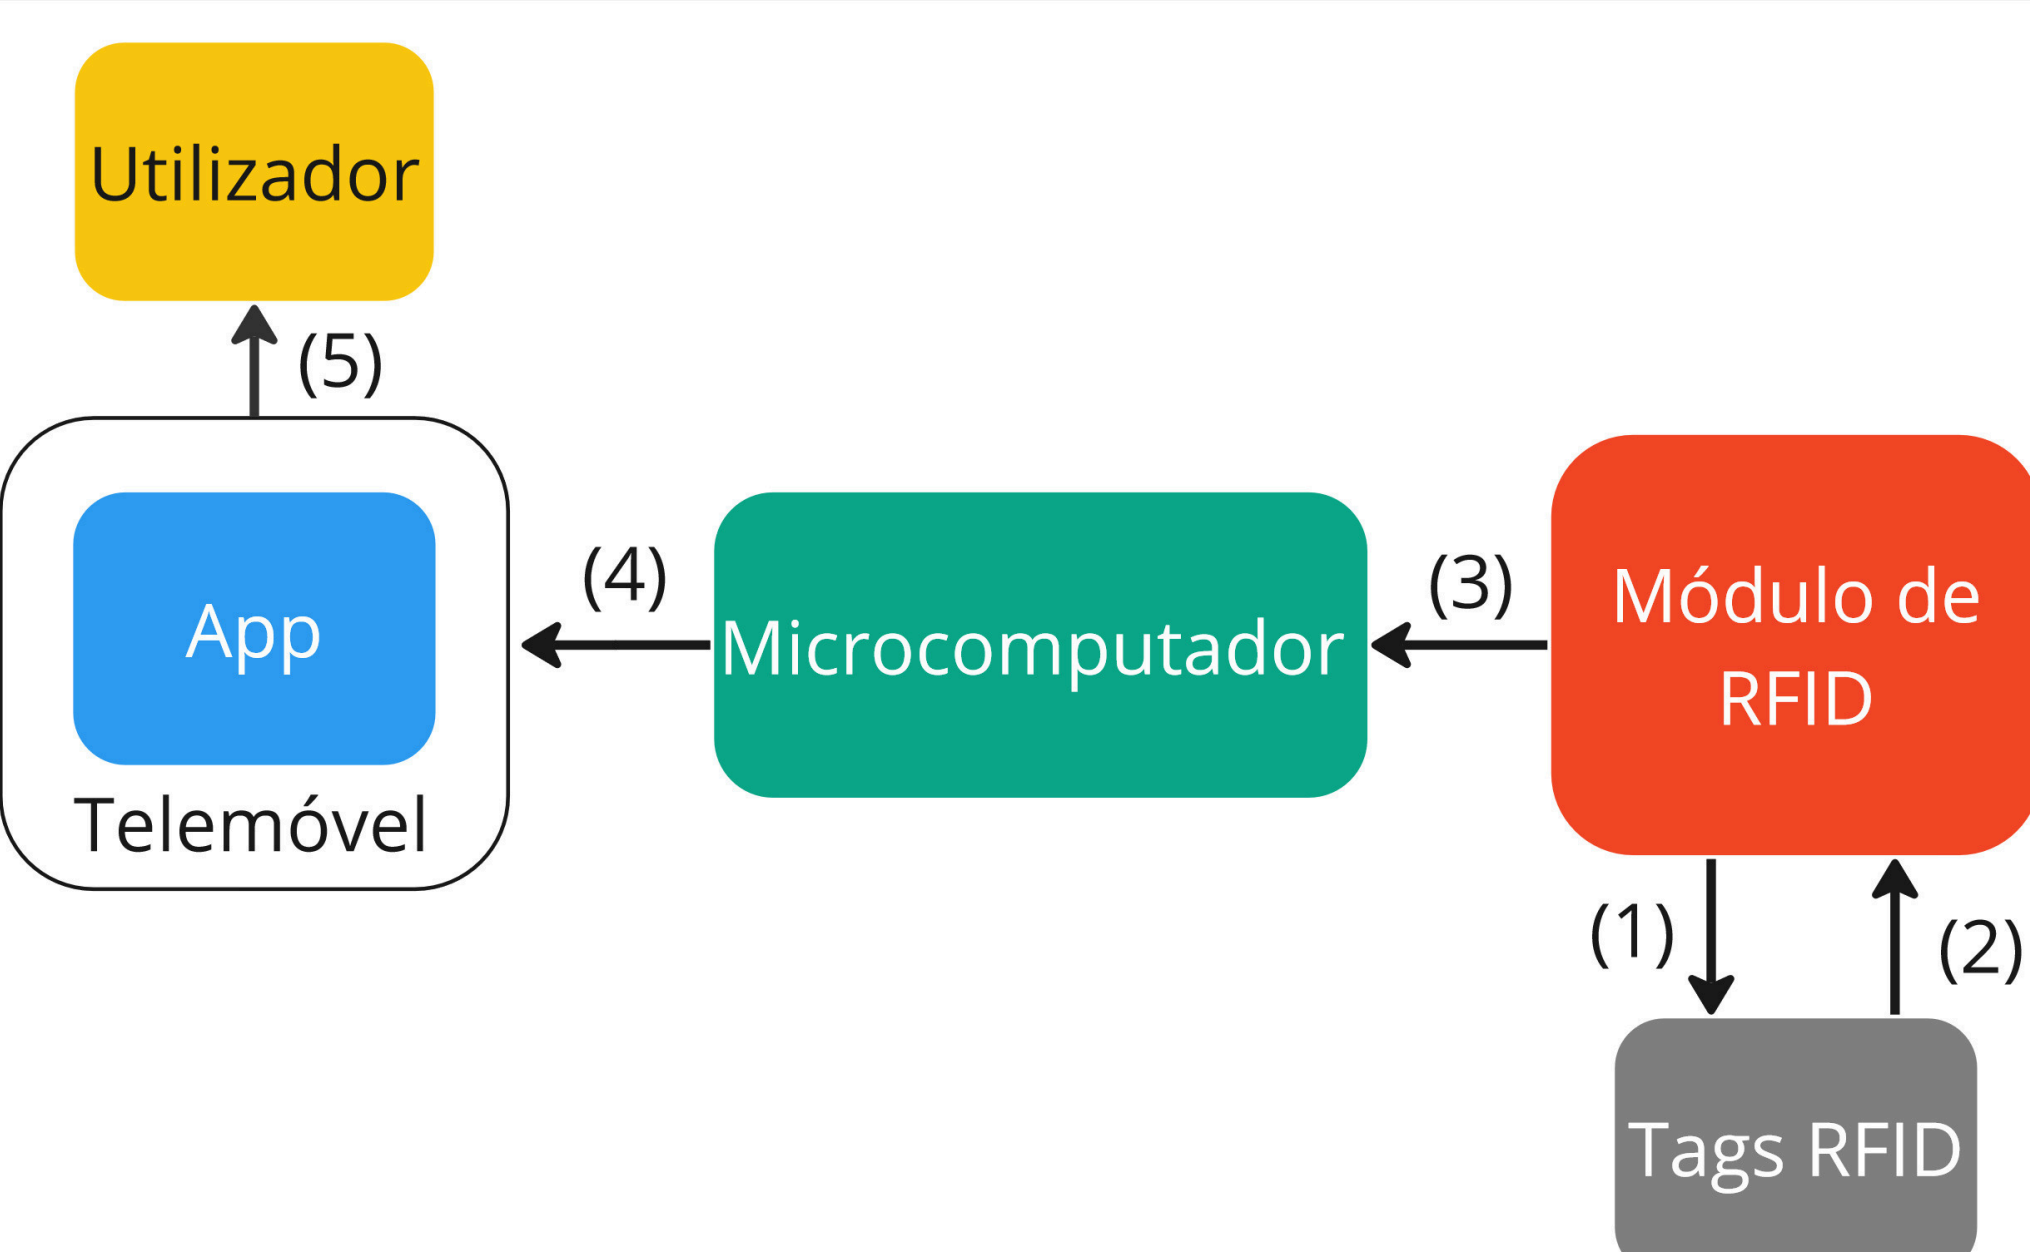 Utilizador
(5)
App
Telemóvel
(4)
Microcomputador
(3)
Módulo de
RFID
(1)
(2)
Tags RFID